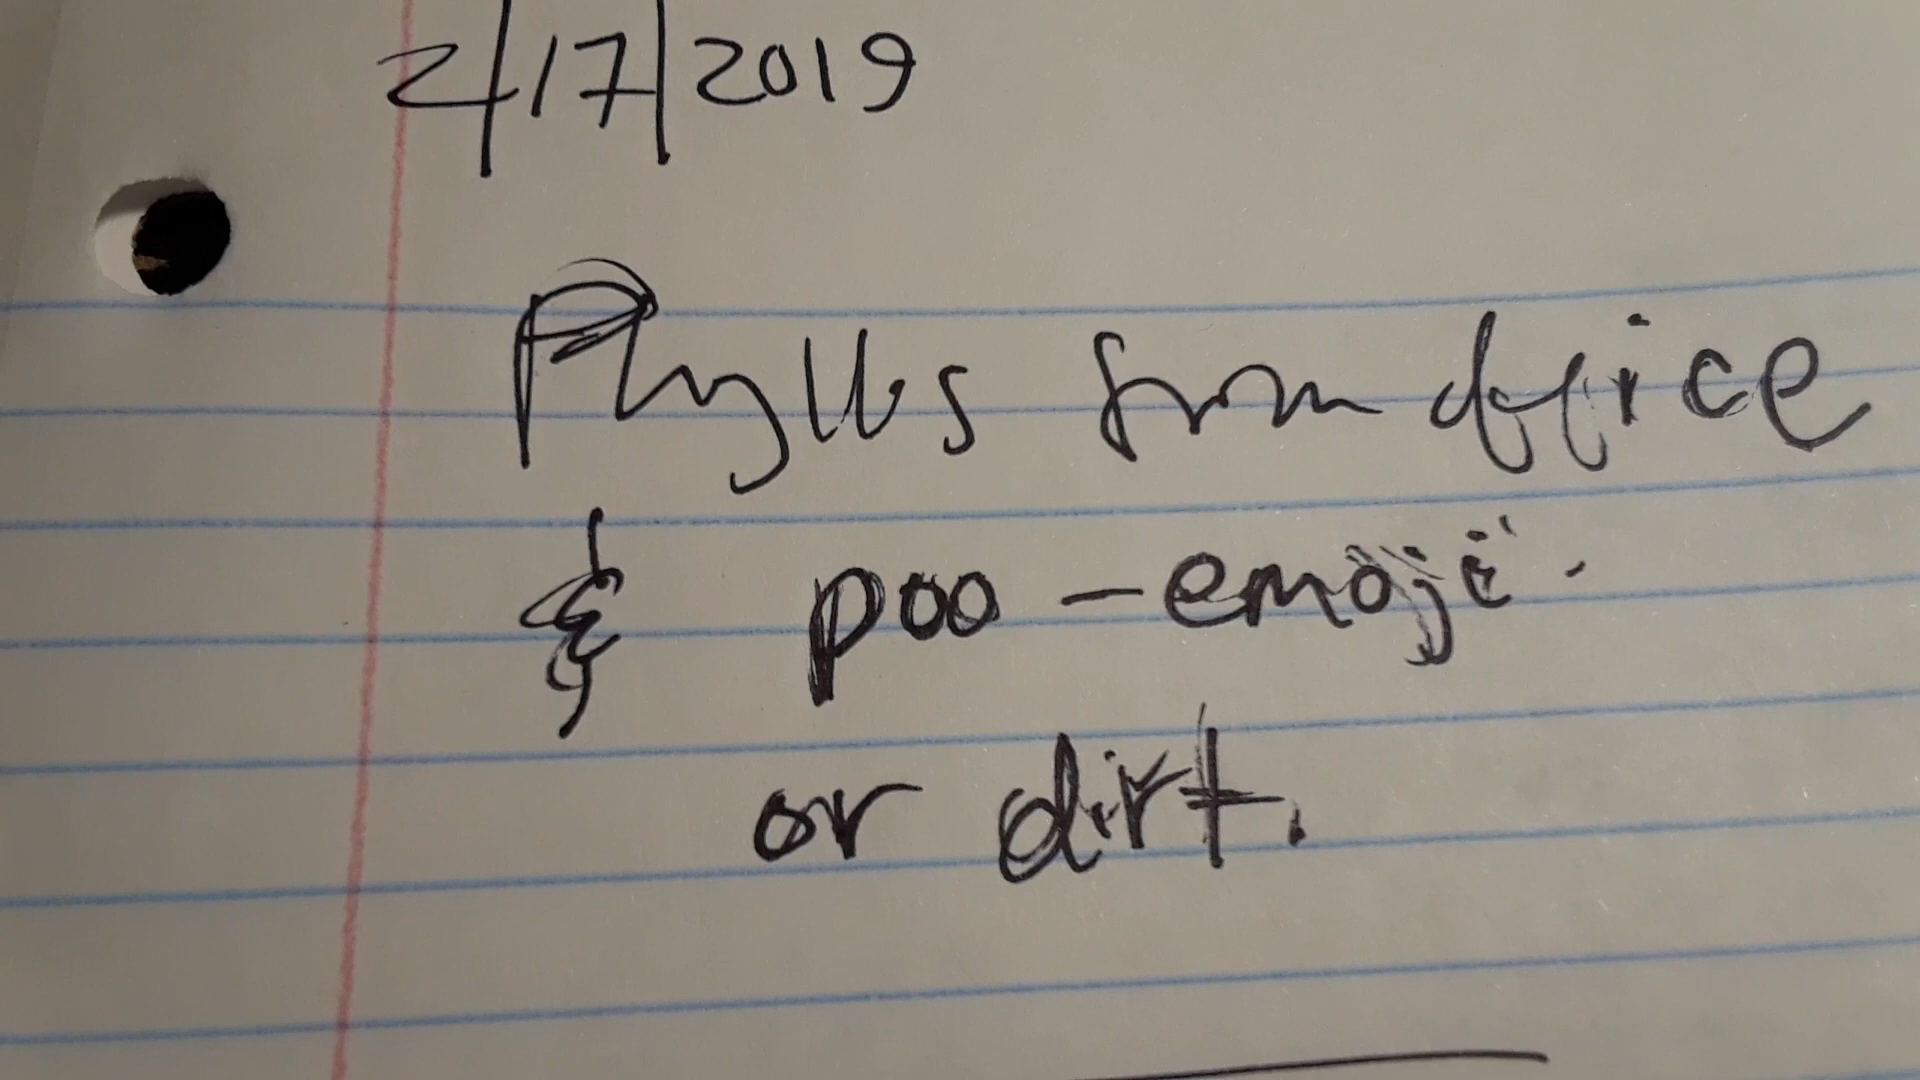 2/17/2019
Phyllis from office
& poo - emoji.
or dirt.